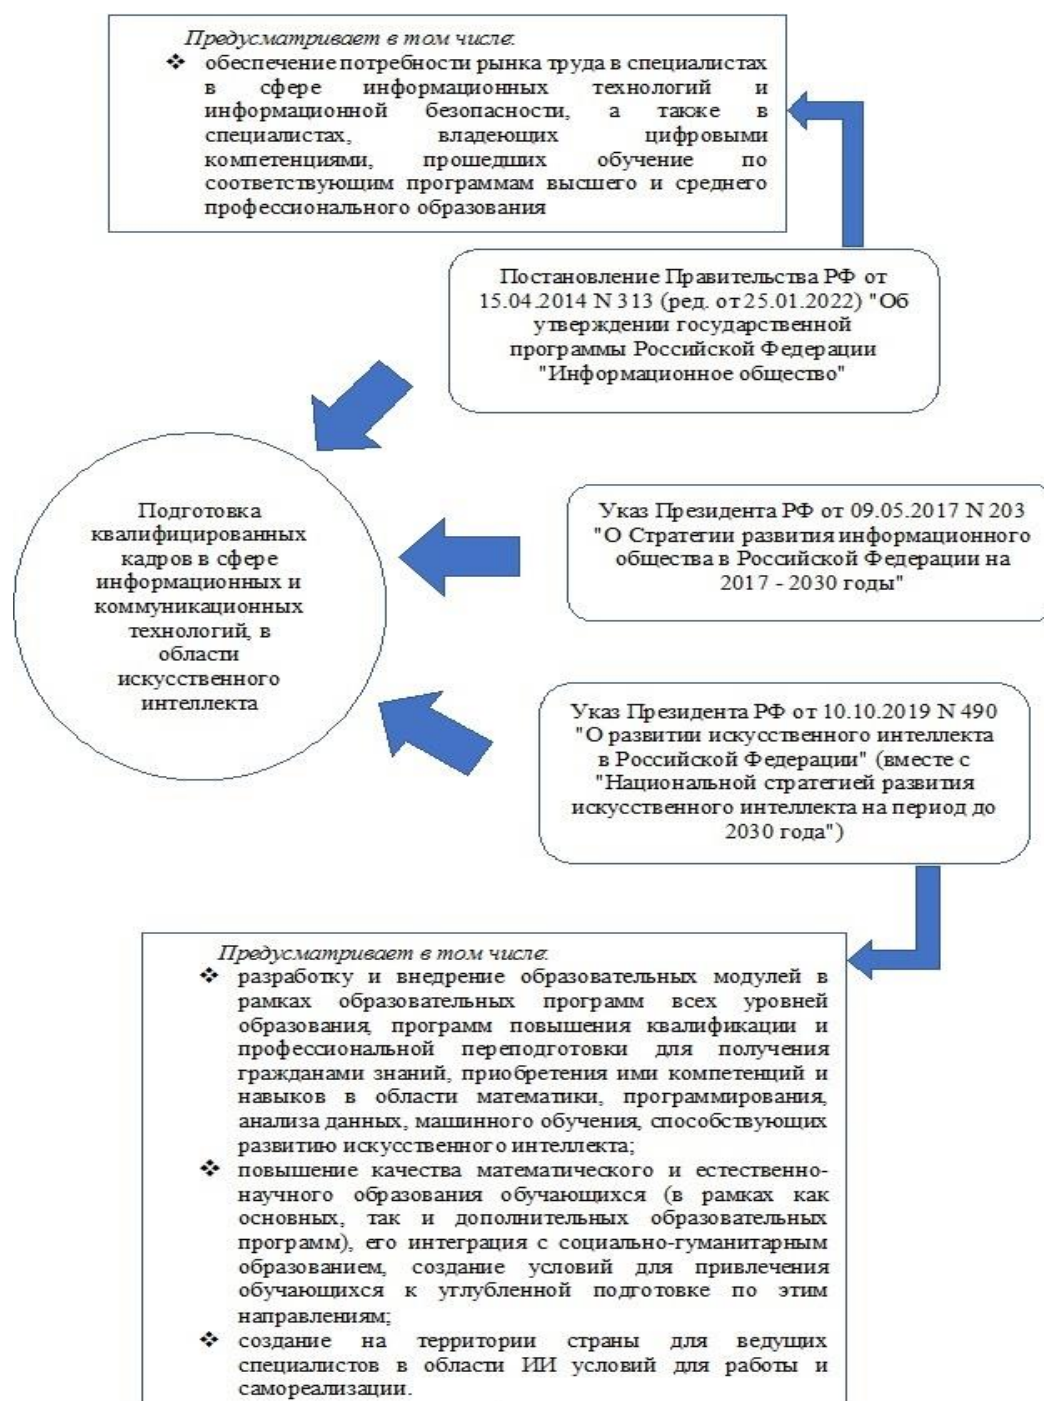 Предусматривает в том числе:
❖ обеспечение потребности рынка труда в специалистах
в сфере информационных технологий и
информационной безопасности, а также в
специалистах, владеющих цифровыми
компетенциями, прошедших обучение по
соответствующим программам высшего и среднего
профессионального образования
Постановление Правительства РФ от
15.04.2014 N 313 (ред. от 25.01.2022) "Об
утверждении государственной
программы Российской Федерации
"Информационное общество"
Подготовка
квалифицированных
кадров в сфере
информационных и
коммуникационных
технологий, в
области
искусственного
интеллекта
Указ Президента РФ от 09.05.2017 N 203
"О Стратегии развития информационного
общества в Российской Федерации на
2017 - 2030 годы"
Указ Президента РФ от 10.10.2019 N 490
"О развитии искусственного интеллекта
в Российской Федерации" (вместе с
"Национальной стратегией развития
искусственного интеллекта на период до
2030 года")
Предусматривает в том числе:
❖ разработку и внедрение образовательных модулей в
рамках образовательных программ всех уровней
образования, программ повышения квалификации и
профессиональной переподготовки для получения
гражданами знаний, приобретения ими компетенций и
навыков в области математики, программирования,
анализа данных, машинного обучения, способствующих
развитию искусственного интеллекта;
❖ повышение качества математического и естественно-
научного образования обучающихся (в рамках как
основных, так и дополнительных образовательных
программ), его интеграция с социально-гуманитарным
образованием, создание условий для привлечения
обучающихся к углубленной подготовке по этим
направлениям;
❖ создание на территории страны для ведущих
специалистов в области ИИ условий для работы и
самореализации.